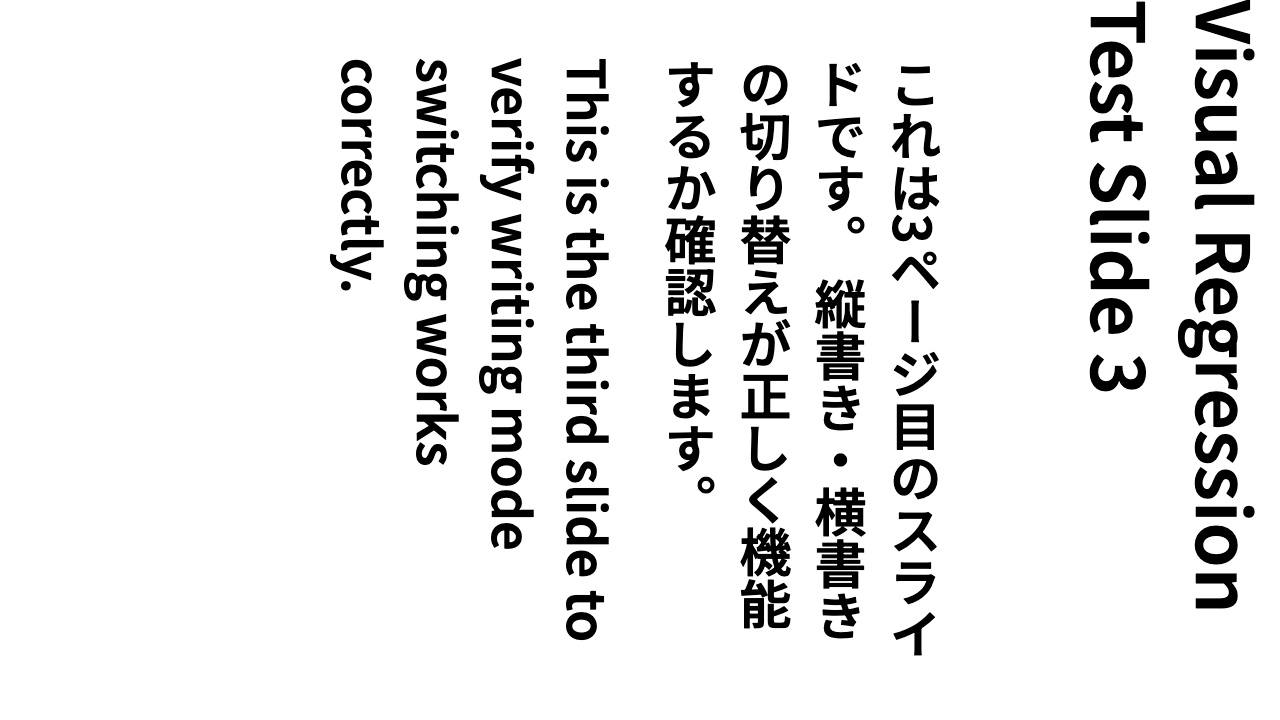 Visual Regression
Test Slide 3
これは3ページ目のスライ
ドです。 縦書き・横書き
の切り替えが正しく機能
するか確認します。
This is the third slide to
verify writing mode
switching works
correctly.